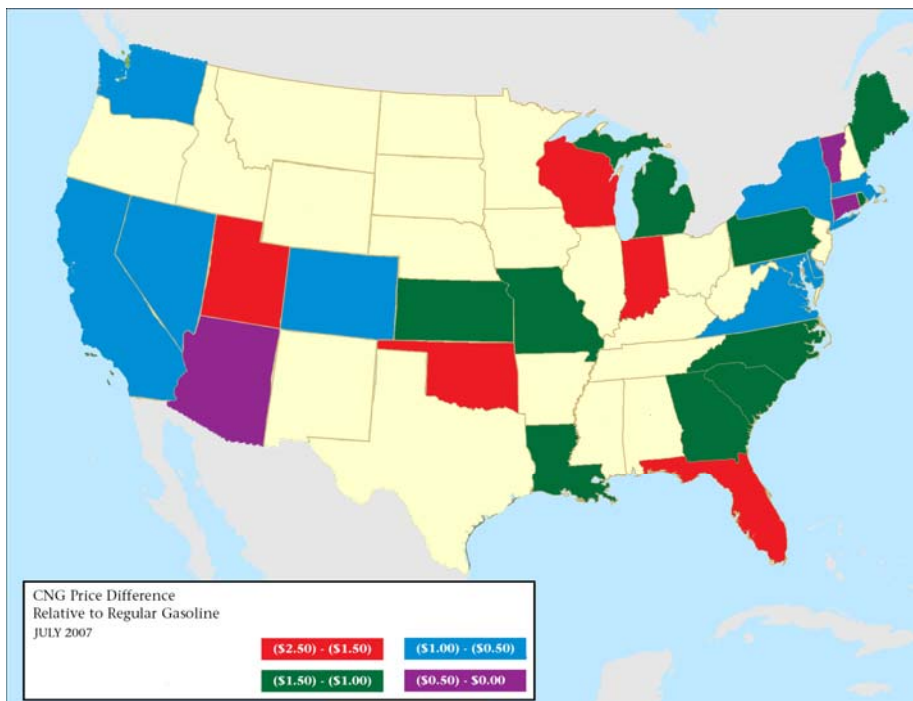 CNG Price Difference
Relative to Regular Gasoline
JULY 2007
($2.50) - ($1.50)
($1.00) - ($0.50)
($1.50) - ($1.00)
($0.50) - $0.00